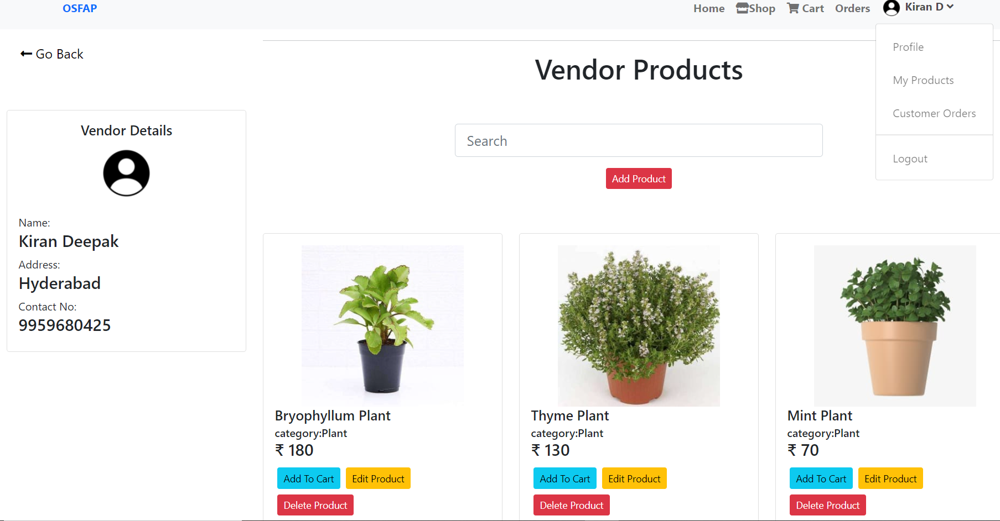 OSFAP
Home
Shop
Cart
Orders
Kiran D
Profile
My Products
Customer Orders
Logout
Go Back
Vendor Details
Name:
Kiran Deepak
Address:
Hyderabad
Contact No:
9959680425
Vendor Products
Search
Add Product
Bryophyllum Plant
category:Plant
₹ 180
Add To Cart
Edit Product
Delete Product
Thyme Plant
category:Plant
₹ 130
Add To Cart
Edit Product
Delete Product
Mint Plant
category:Plant
₹ 70
Add To Cart
Edit Product
Delete Product